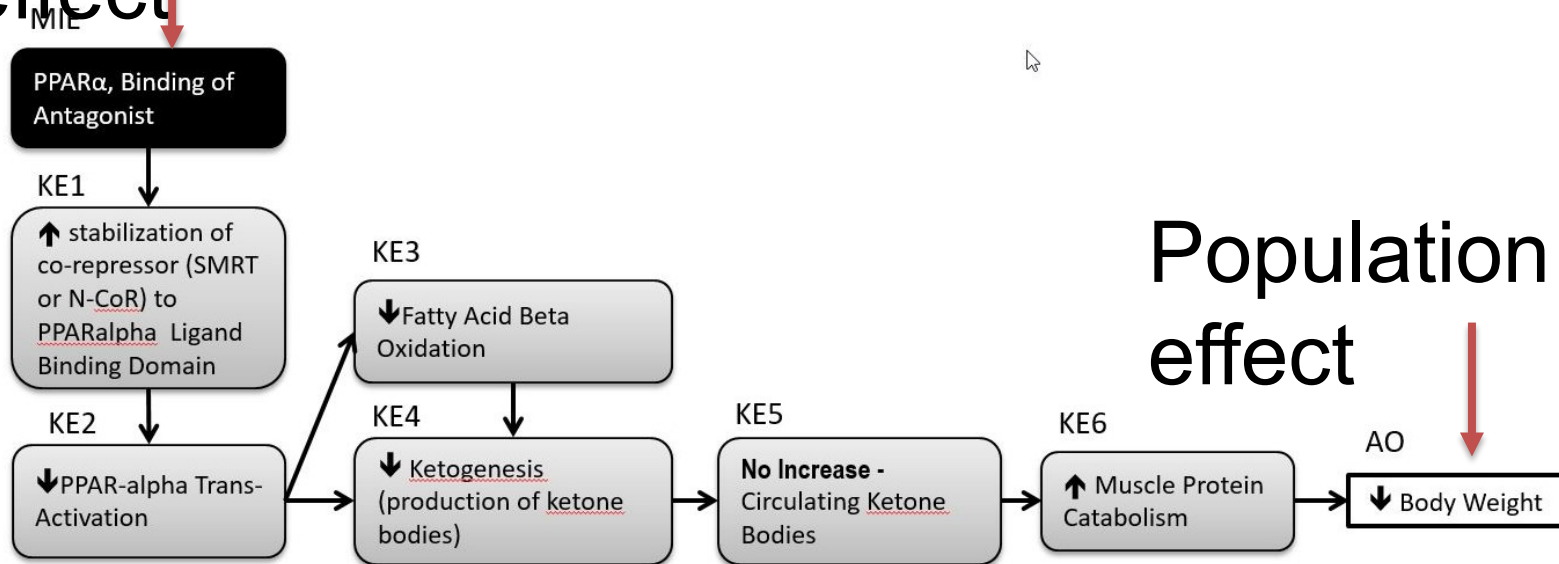 effect
MIE
PPARα, Binding of
Antagonist
KE1
↑ stabilization of
co-repressor (SMRT
or N-CoR) to
PPARalpha Ligand
Binding Domain
KE2
↓PPAR-alpha Trans-
Activation
KE3
↓Fatty Acid Beta
Oxidation
KE4
↓ Ketogenesis
(production of ketone
bodies)
KE5
No Increase -
Circulating Ketone
Bodies
KE6
↑ Muscle Protein
Catabolism
Population
effect
AO
↓ Body Weight